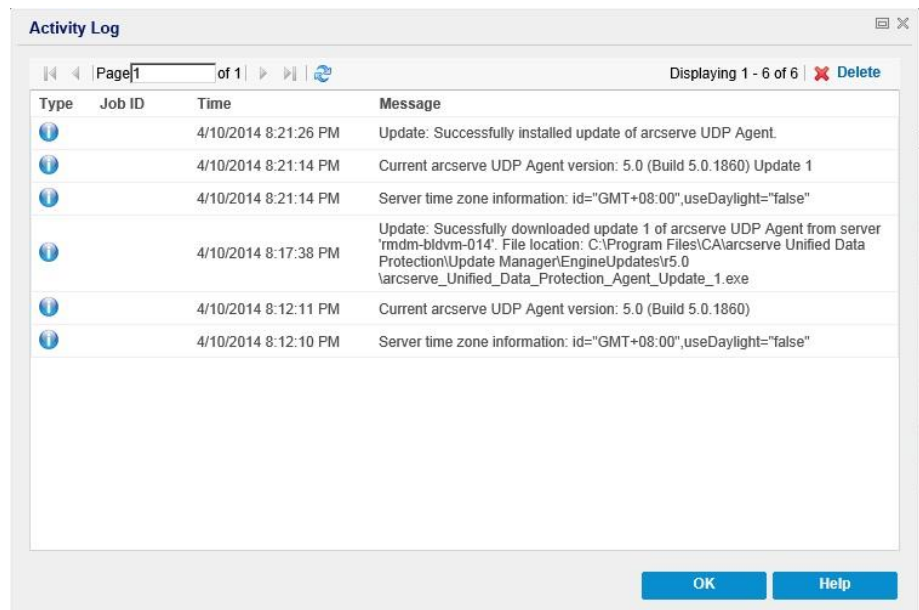 Activity Log
Page 1 of 1 Displaying 1 - 6 of 6 Delete
Type Job ID Time Message
4/10/2014 8:21:26 PM Update: Successfully installed update of arcserve UDP Agent.
4/10/2014 8:21:14 PM Current arcserve UDP Agent version: 5.0 (Build 5.0.1860) Update 1
4/10/2014 8:21:14 PM Server time zone information: id="GMT+08:00",useDaylight="false"
Update: Sucessfully downloaded update 1 of arcserve UDP Agent from server
'rmdm-bldvm-014'. File location: C:\Program Files\CA\arcserve Unified Data
4/10/2014 8:17:38 PM Protection\Update Manager\EngineUpdates\r5.0
\arcserve_Unified_Data_Protection_Agent_Update_1.exe
4/10/2014 8:12:11 PM Current arcserve UDP Agent version: 5.0 (Build 5.0.1860)
4/10/2014 8:12:10 PM Server time zone information: id="GMT+08:00",useDaylight="false"
OK Help